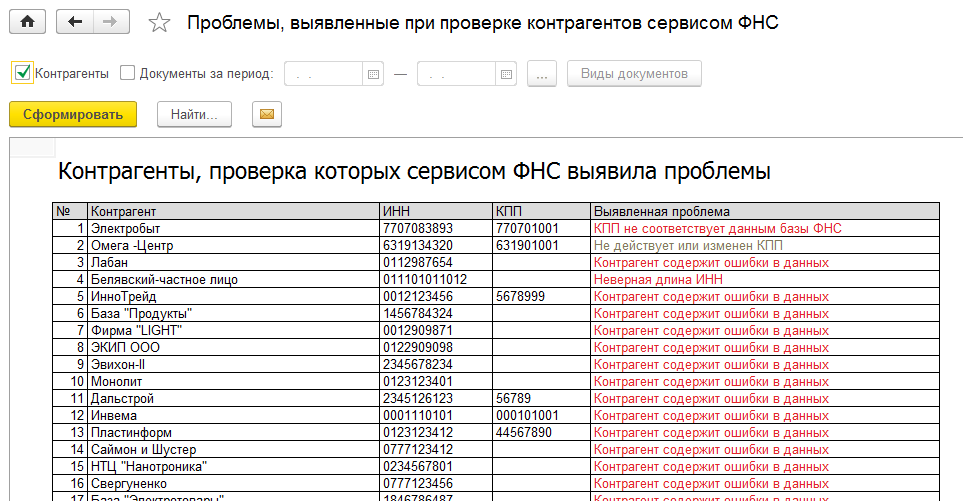 Проблемы, выявленные при проверке контрагентов сервисом ФНС
Контрагенты Документы за период: . . — . . ... Виды документов
Сформировать Найти...
Контрагенты, проверка которых сервисом ФНС выявила проблемы
№ Контрагент ИНН КПП Выявленная проблема
1 Электробыт 7707083893 770701001 КПП не соответствует данным базы ФНС
2 Омега -Центр 6319134320 631901001 Не действует или изменен КПП
3 Лабан 0112987654 Контрагент содержит ошибки в данных
4 Белявский-частное лицо 011101011012 Неверная длина ИНН
5 ИнноТрейд 0012123456 5678999 Контрагент содержит ошибки в данных
6 База "Продукты" 1456784324 Контрагент содержит ошибки в данных
7 Фирма "LIGHT" 0012909871 Контрагент содержит ошибки в данных
8 ЭКИП ООО 0122909098 Контрагент содержит ошибки в данных
9 Эвихон-II 2345678234 Контрагент содержит ошибки в данных
10 Монолит 0123123401 Контрагент содержит ошибки в данных
11 Дальстрой 2345126123 56789 Контрагент содержит ошибки в данных
12 Инвема 0001110101 000101001 Контрагент содержит ошибки в данных
13 Пластинформ 0123123412 44567890 Контрагент содержит ошибки в данных
14 Саймон и Шустер 0777123412 Контрагент содержит ошибки в данных
15 НТЦ "Нанотроника" 0234567801 Контрагент содержит ошибки в данных
16 Свергуненко 0777123456 Контрагент содержит ошибки в данных
17 База "Электротовары" 1846786487 Контрагент содержит ошибки в данных